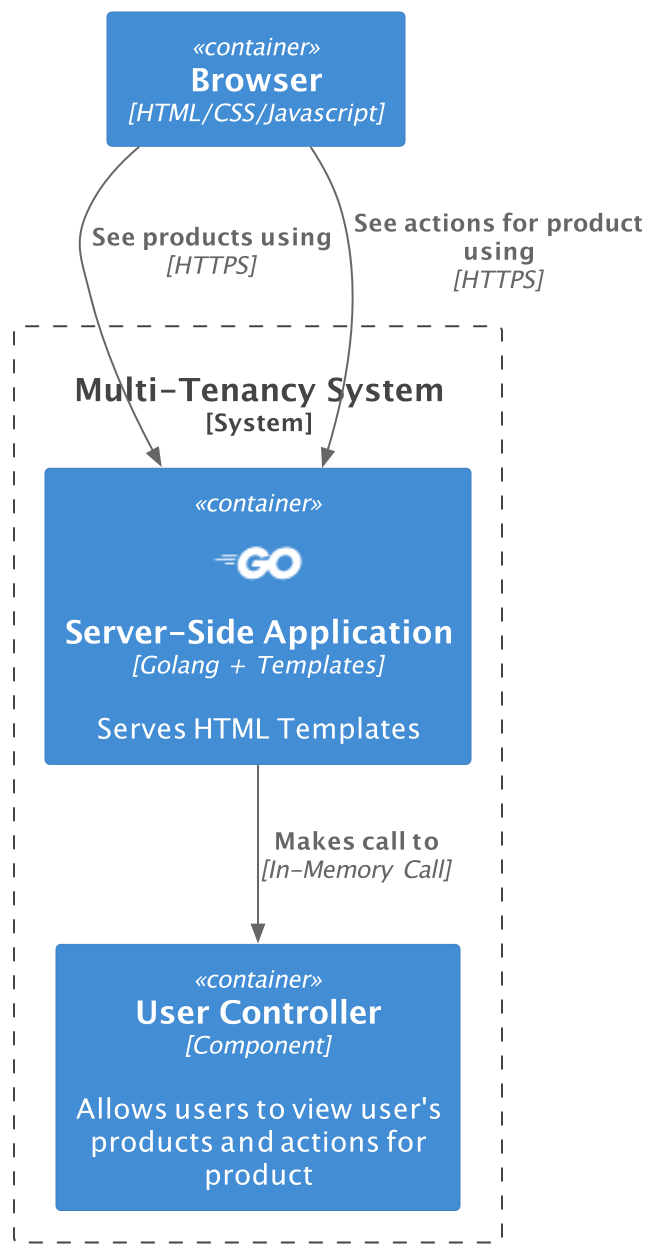 «container»
Browser
[HTML/CSS/Javascript]
See products using
[HTTPS]
See actions for product
using
[HTTPS]
Multi-Tenancy System
[System]
«container»
GO
Server-Side Application
[Golang + Templates]
Serves HTML Templates
Makes call to
[In-Memory Call]
«container»
User Controller
[Component]
Allows users to view user's
products and actions for
product